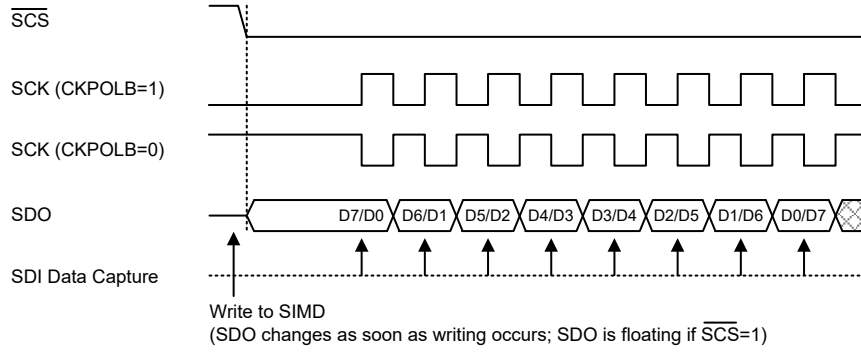 SCS
SCK (CKPOLB=1)
SCK (CKPOLB=0)
SDO D7/D0 D6/D1 D5/D2 D4/D3 D3/D4 D2/D5 D1/D6 D0/D7
SDI Data Capture
Write to SIMD
(SDO changes as soon as writing occurs; SDO is floating if SCS=1)